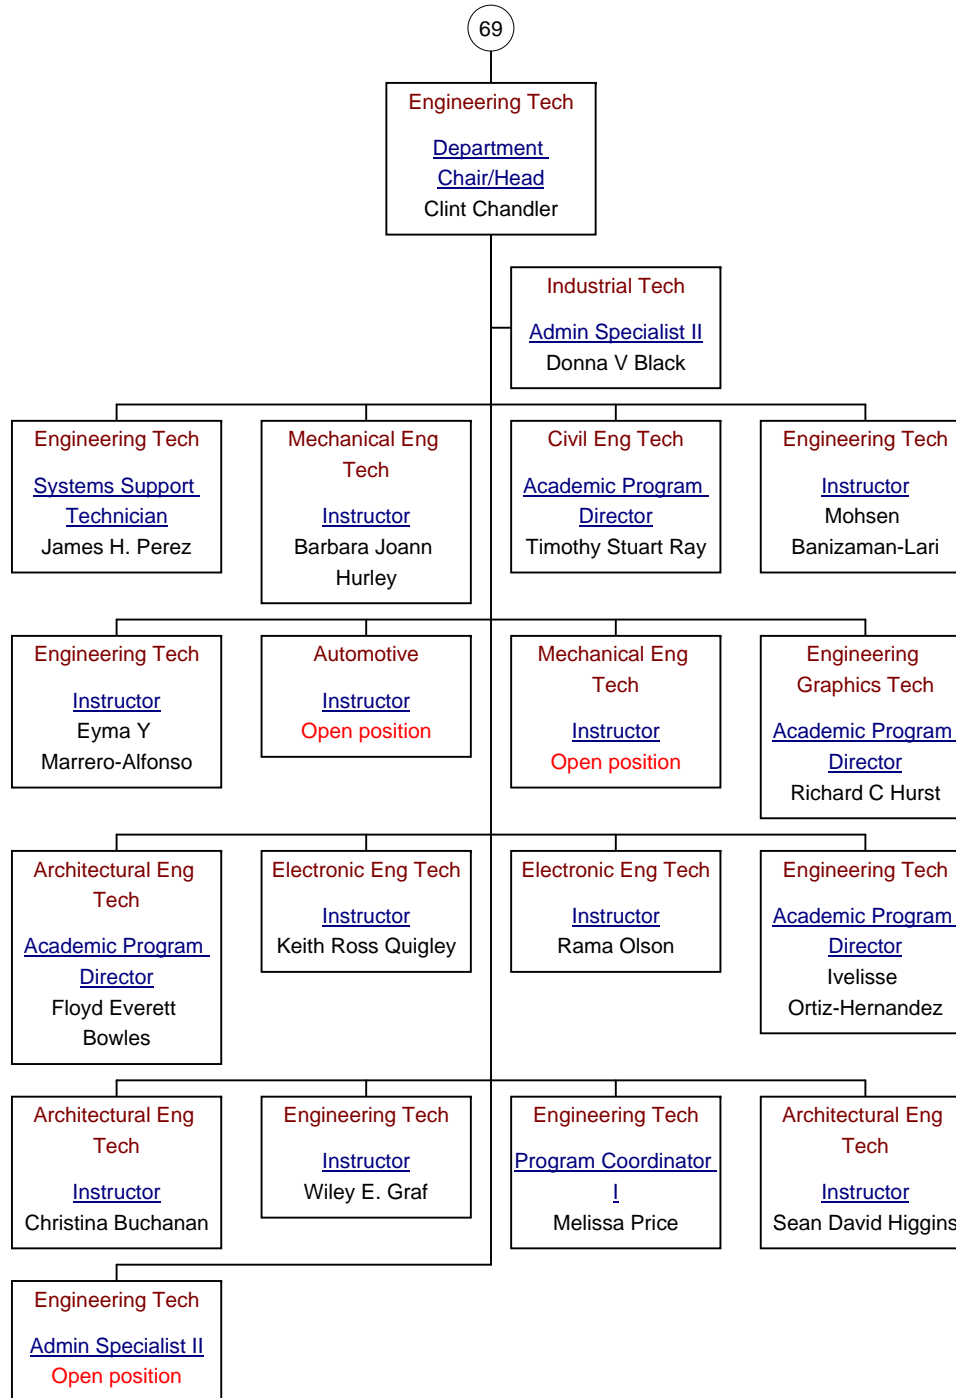 69
Engineering Tech
Department
Chair/Head
Clint Chandler
Industrial Tech
Admin Specialist II
Donna V Black
Engineering Tech
Systems Support
Technician
James H. Perez
Mechanical Eng
Tech
Instructor
Barbara Joann
Hurley
Civil Eng Tech
Academic Program
Director
Timothy Stuart Ray
Engineering Tech
Instructor
Mohsen
Banizaman-Lari
Engineering Tech
Instructor
Eyma Y
Marrero-Alfonso
Automotive
Instructor
Open position
Mechanical Eng
Tech
Instructor
Open position
Engineering
Graphics Tech
Academic Program
Director
Richard C Hurst
Architectural Eng
Tech
Academic Program
Director
Floyd Everett
Bowles
Electronic Eng Tech
Instructor
Keith Ross Quigley
Electronic Eng Tech
Instructor
Rama Olson
Engineering Tech
Academic Program
Director
Ivelisse
Ortiz-Hernandez
Architectural Eng
Tech
Instructor
Christina Buchanan
Engineering Tech
Instructor
Wiley E. Graf
Engineering Tech
Program Coordinator
I
Melissa Price
Architectural Eng
Tech
Instructor
Sean David Higgins
Engineering Tech
Admin Specialist II
Open position